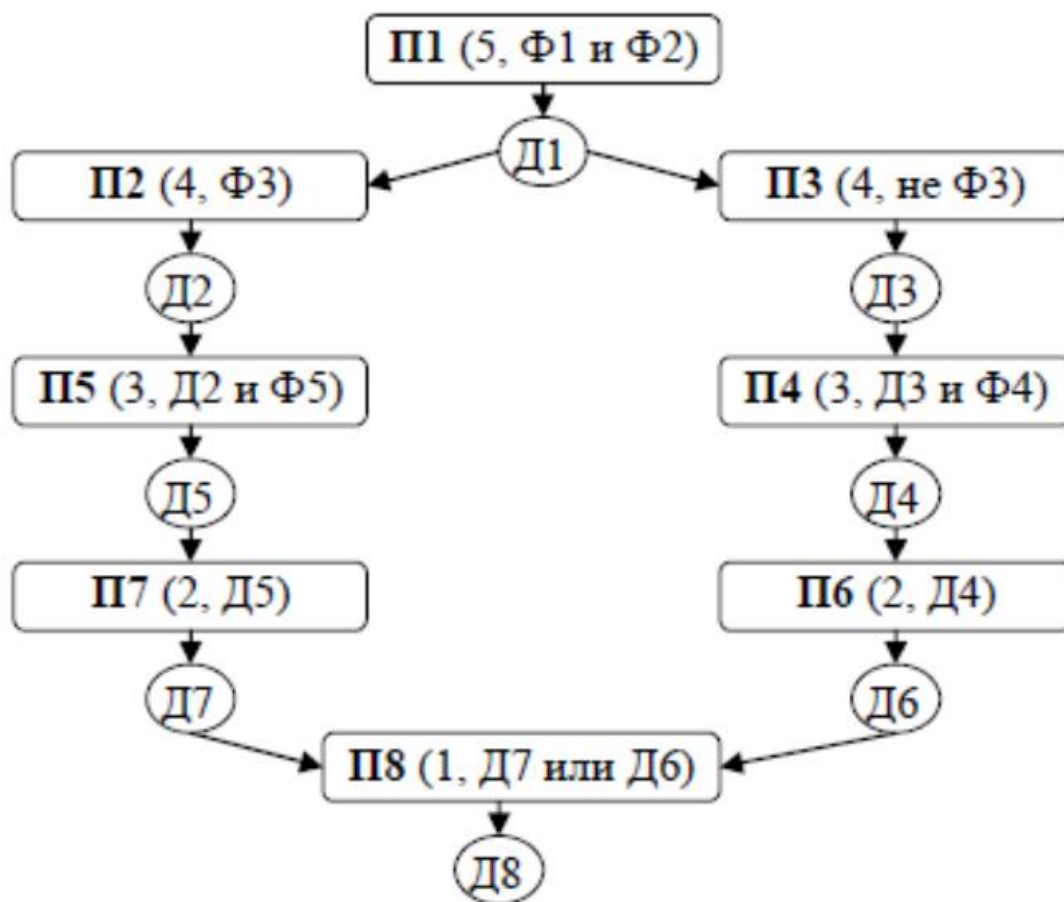 П1 (5, Ф1 и Ф2)
Д1
П2 (4, Ф3)
П3 (4, не Ф3)
Д2
Д3
П5 (3, Д2 и Ф5)
П4 (3, Д3 и Ф4)
Д5
Д4
П7 (2, Д5)
П6 (2, Д4)
Д7
Д6
П8 (1, Д7 или Д6)
Д8